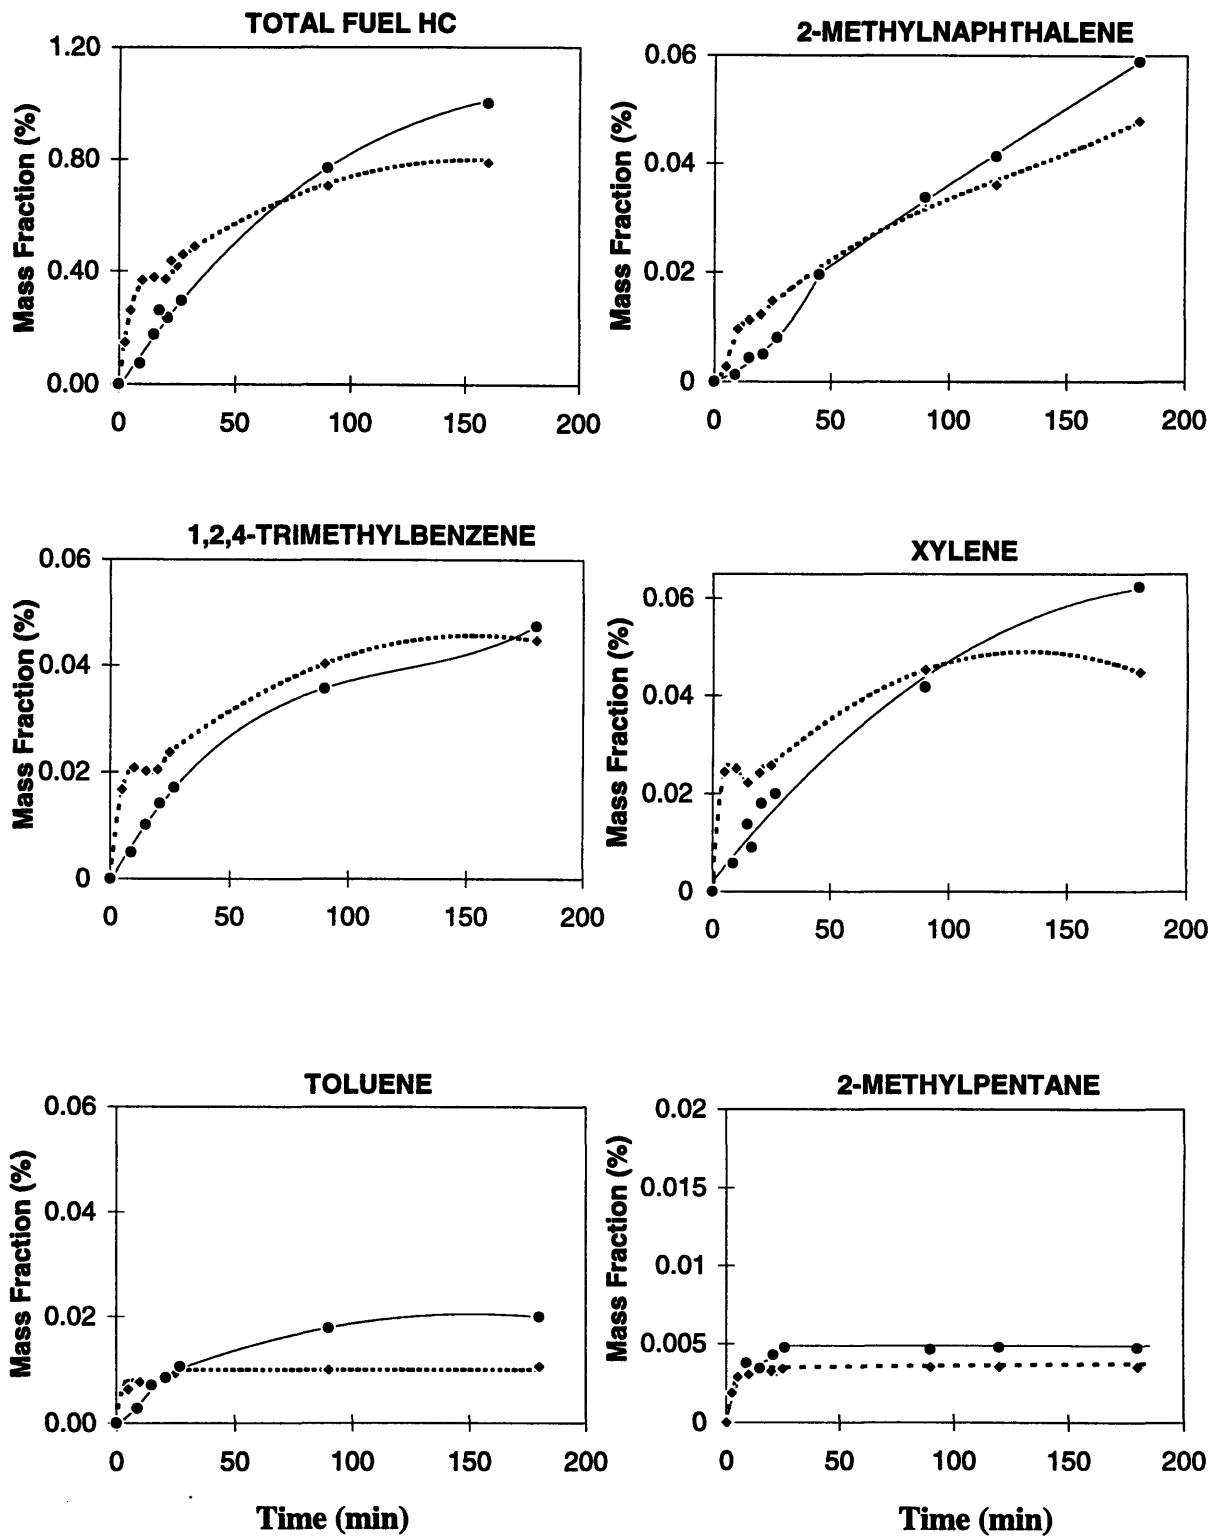 TOTAL FUEL HC
1.20
0.80
0.40
0.00
Mass Fraction (%)
0 50 100 150 200
2-METHYLNAPHTHALENE
0.06
0.04
0.02
0
Mass Fraction (%)
0 50 100 150 200
1,2,4-TRIMETHYLBENZENE
0.06
0.04
0.02
0
Mass Fraction (%)
0 50 100 150 200
XYLENE
0.06
0.04
0.02
0
Mass Fraction (%)
0 50 100 150 200
TOLUENE
0.06
0.04
0.02
0.00
Mass Fraction (%)
0 50 100 150 200
Time (min)
2-METHYLPENTANE
0.02
0.015
0.01
0.005
0
Mass Fraction (%)
0 50 100 150 200
Time (min)